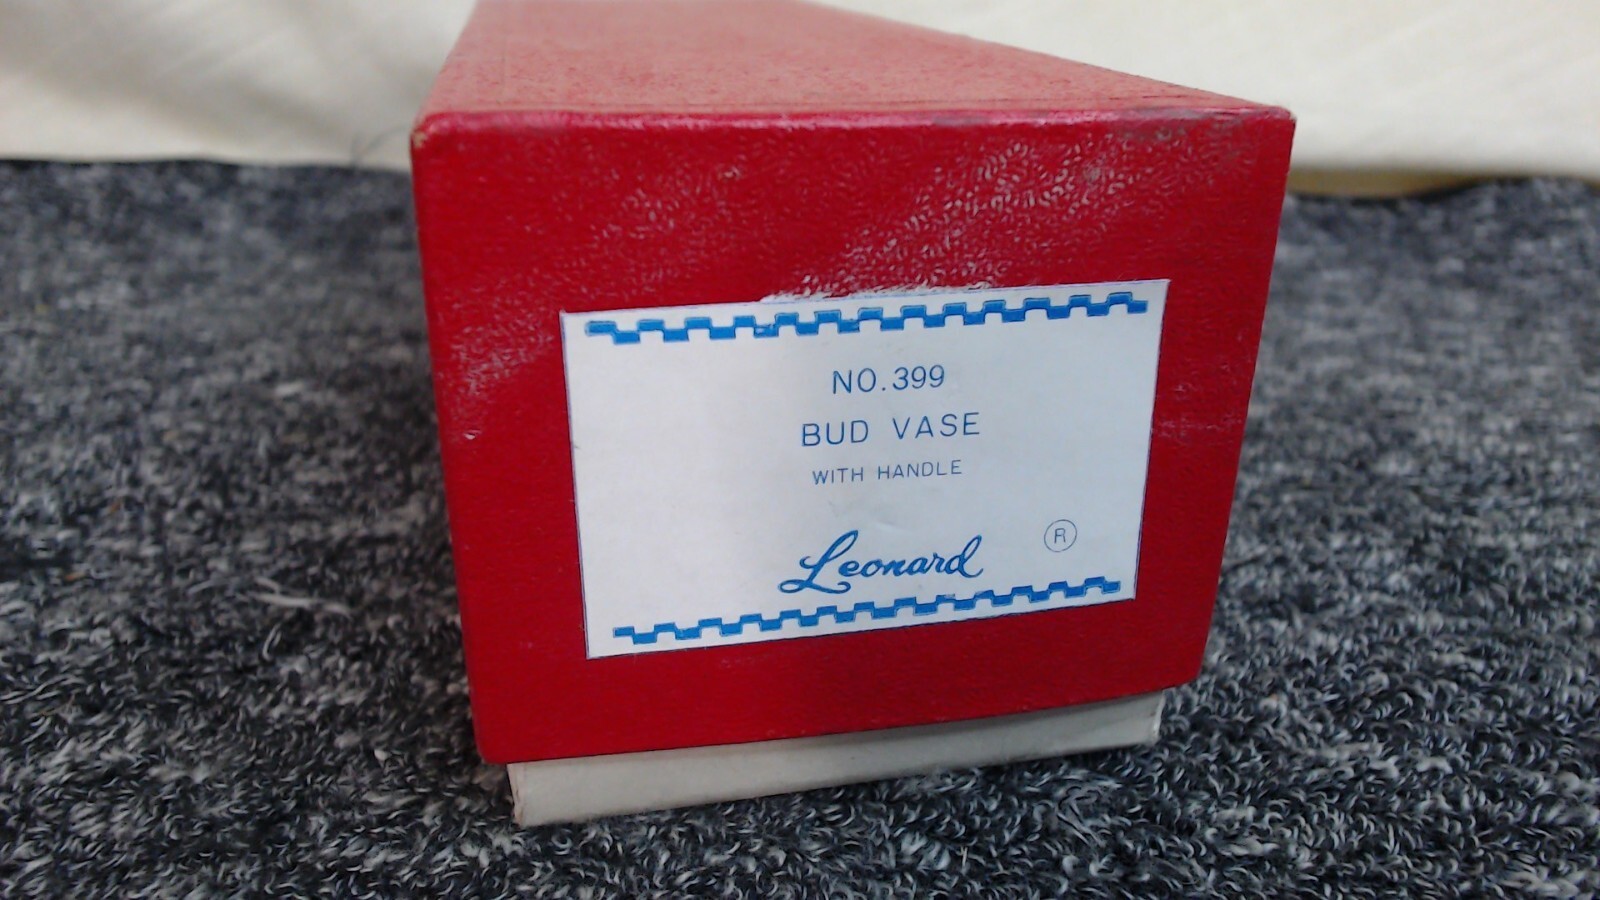 NO.399
BUD VASE
WITH HANDLE
Leonard ®